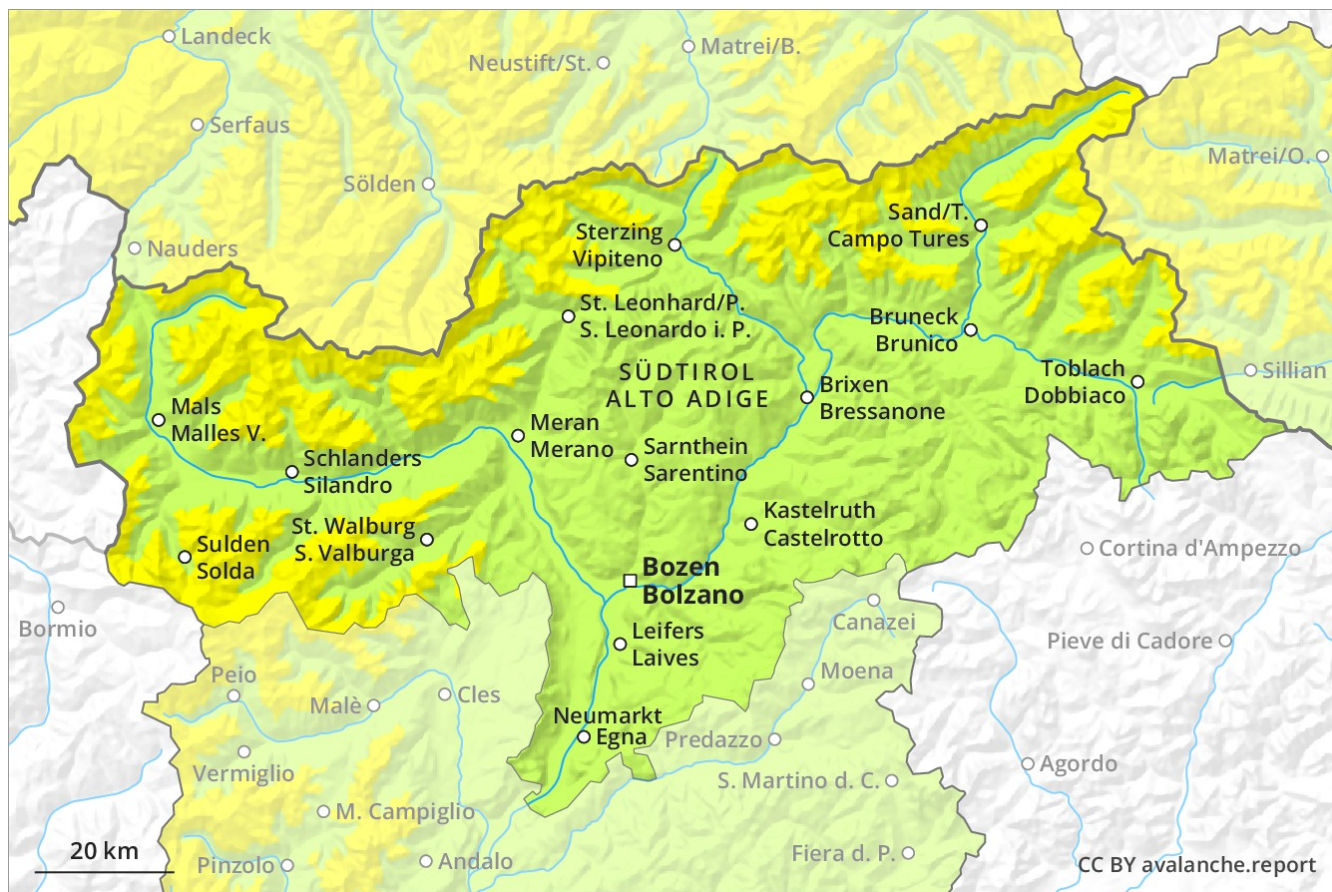 Landeck
Matrei/B.
Neustift/St.
Serfaus
Matrei/O.
Sölden
Sand/T.
Campo Tures
Sterzing
Vipiteno
Nauders
St. Leonhard/P.
S. Leonardo i. P.
Bruneck
Brunico
SÜDTIROL
ALTO ADIGE
Toblach
Dobbiaco
Sillian
Brixen
Bressanone
Mals
Malles V.
Meran
Merano
Sarnthein
Sarentino
Schlanders
Silandro
Kastelruth
Castelrotto
St. Walburg
S. Valburga
Sulden
Solda
Cortina d'Ampezzo
Bozen
Bolzano
Bormio
Canazei
Leifers
Laives
Pieve di Cadore
Peio
Moena
Malè
Cles
Neumarkt
Egna
Predazzo
Vermiglio
Agordo
S. Martino d. C.
M. Campiglio
20 km
Pinzolo
Andalo
Fiera d. P.
CC BY avalanche.report